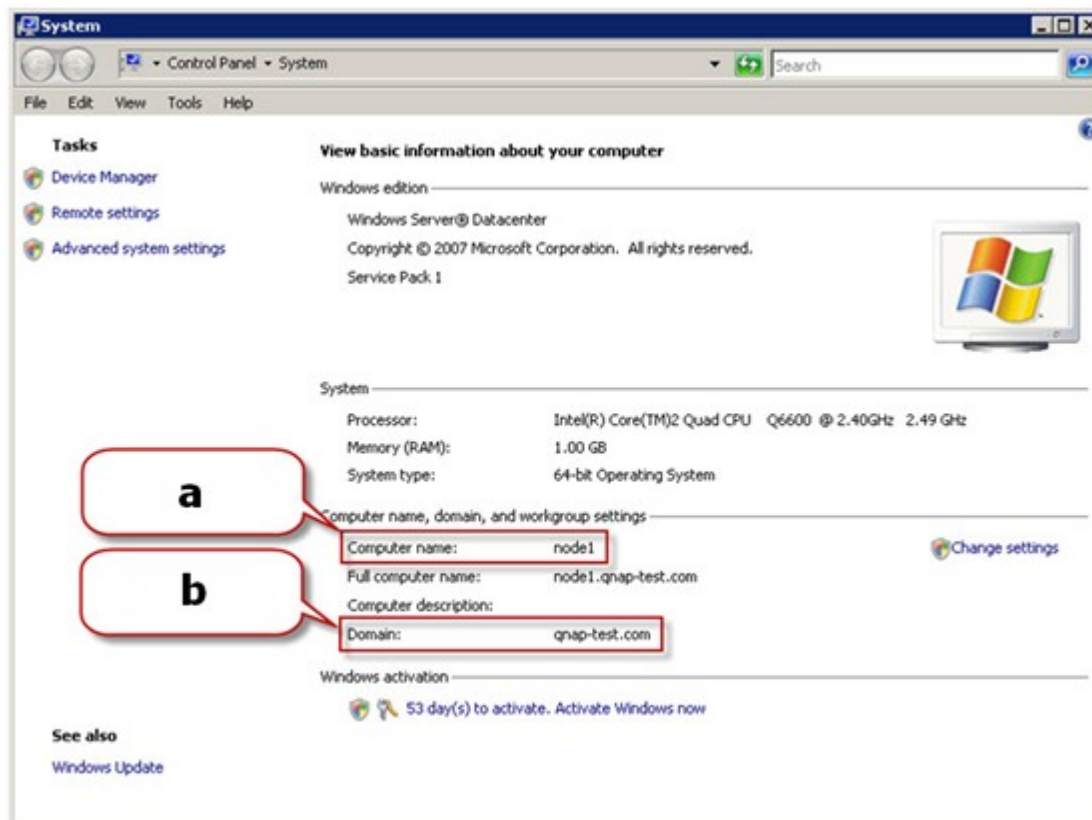 System
Control Panel System
Search
File Edit View Tools Help
Tasks
Device Manager
Remote settings
Advanced system settings
View basic information about your computer
Windows edition
Windows Server® Datacenter
Copyright © 2007 Microsoft Corporation. All rights reserved.
Service Pack 1
System
Processor: Intel(R) Core(TM)2 Quad CPU Q6600 @ 2.40GHz 2.49 GHz
Memory (RAM): 1.00 GB
System type: 64-bit Operating System
a
Computer name, domain, and workgroup settings
Computer name: node1
Change settings
Full computer name: node1.qnap-test.com
b
Computer description:
Domain: qnap-test.com
Windows activation
53 day(s) to activate. Activate Windows now
See also
Windows Update